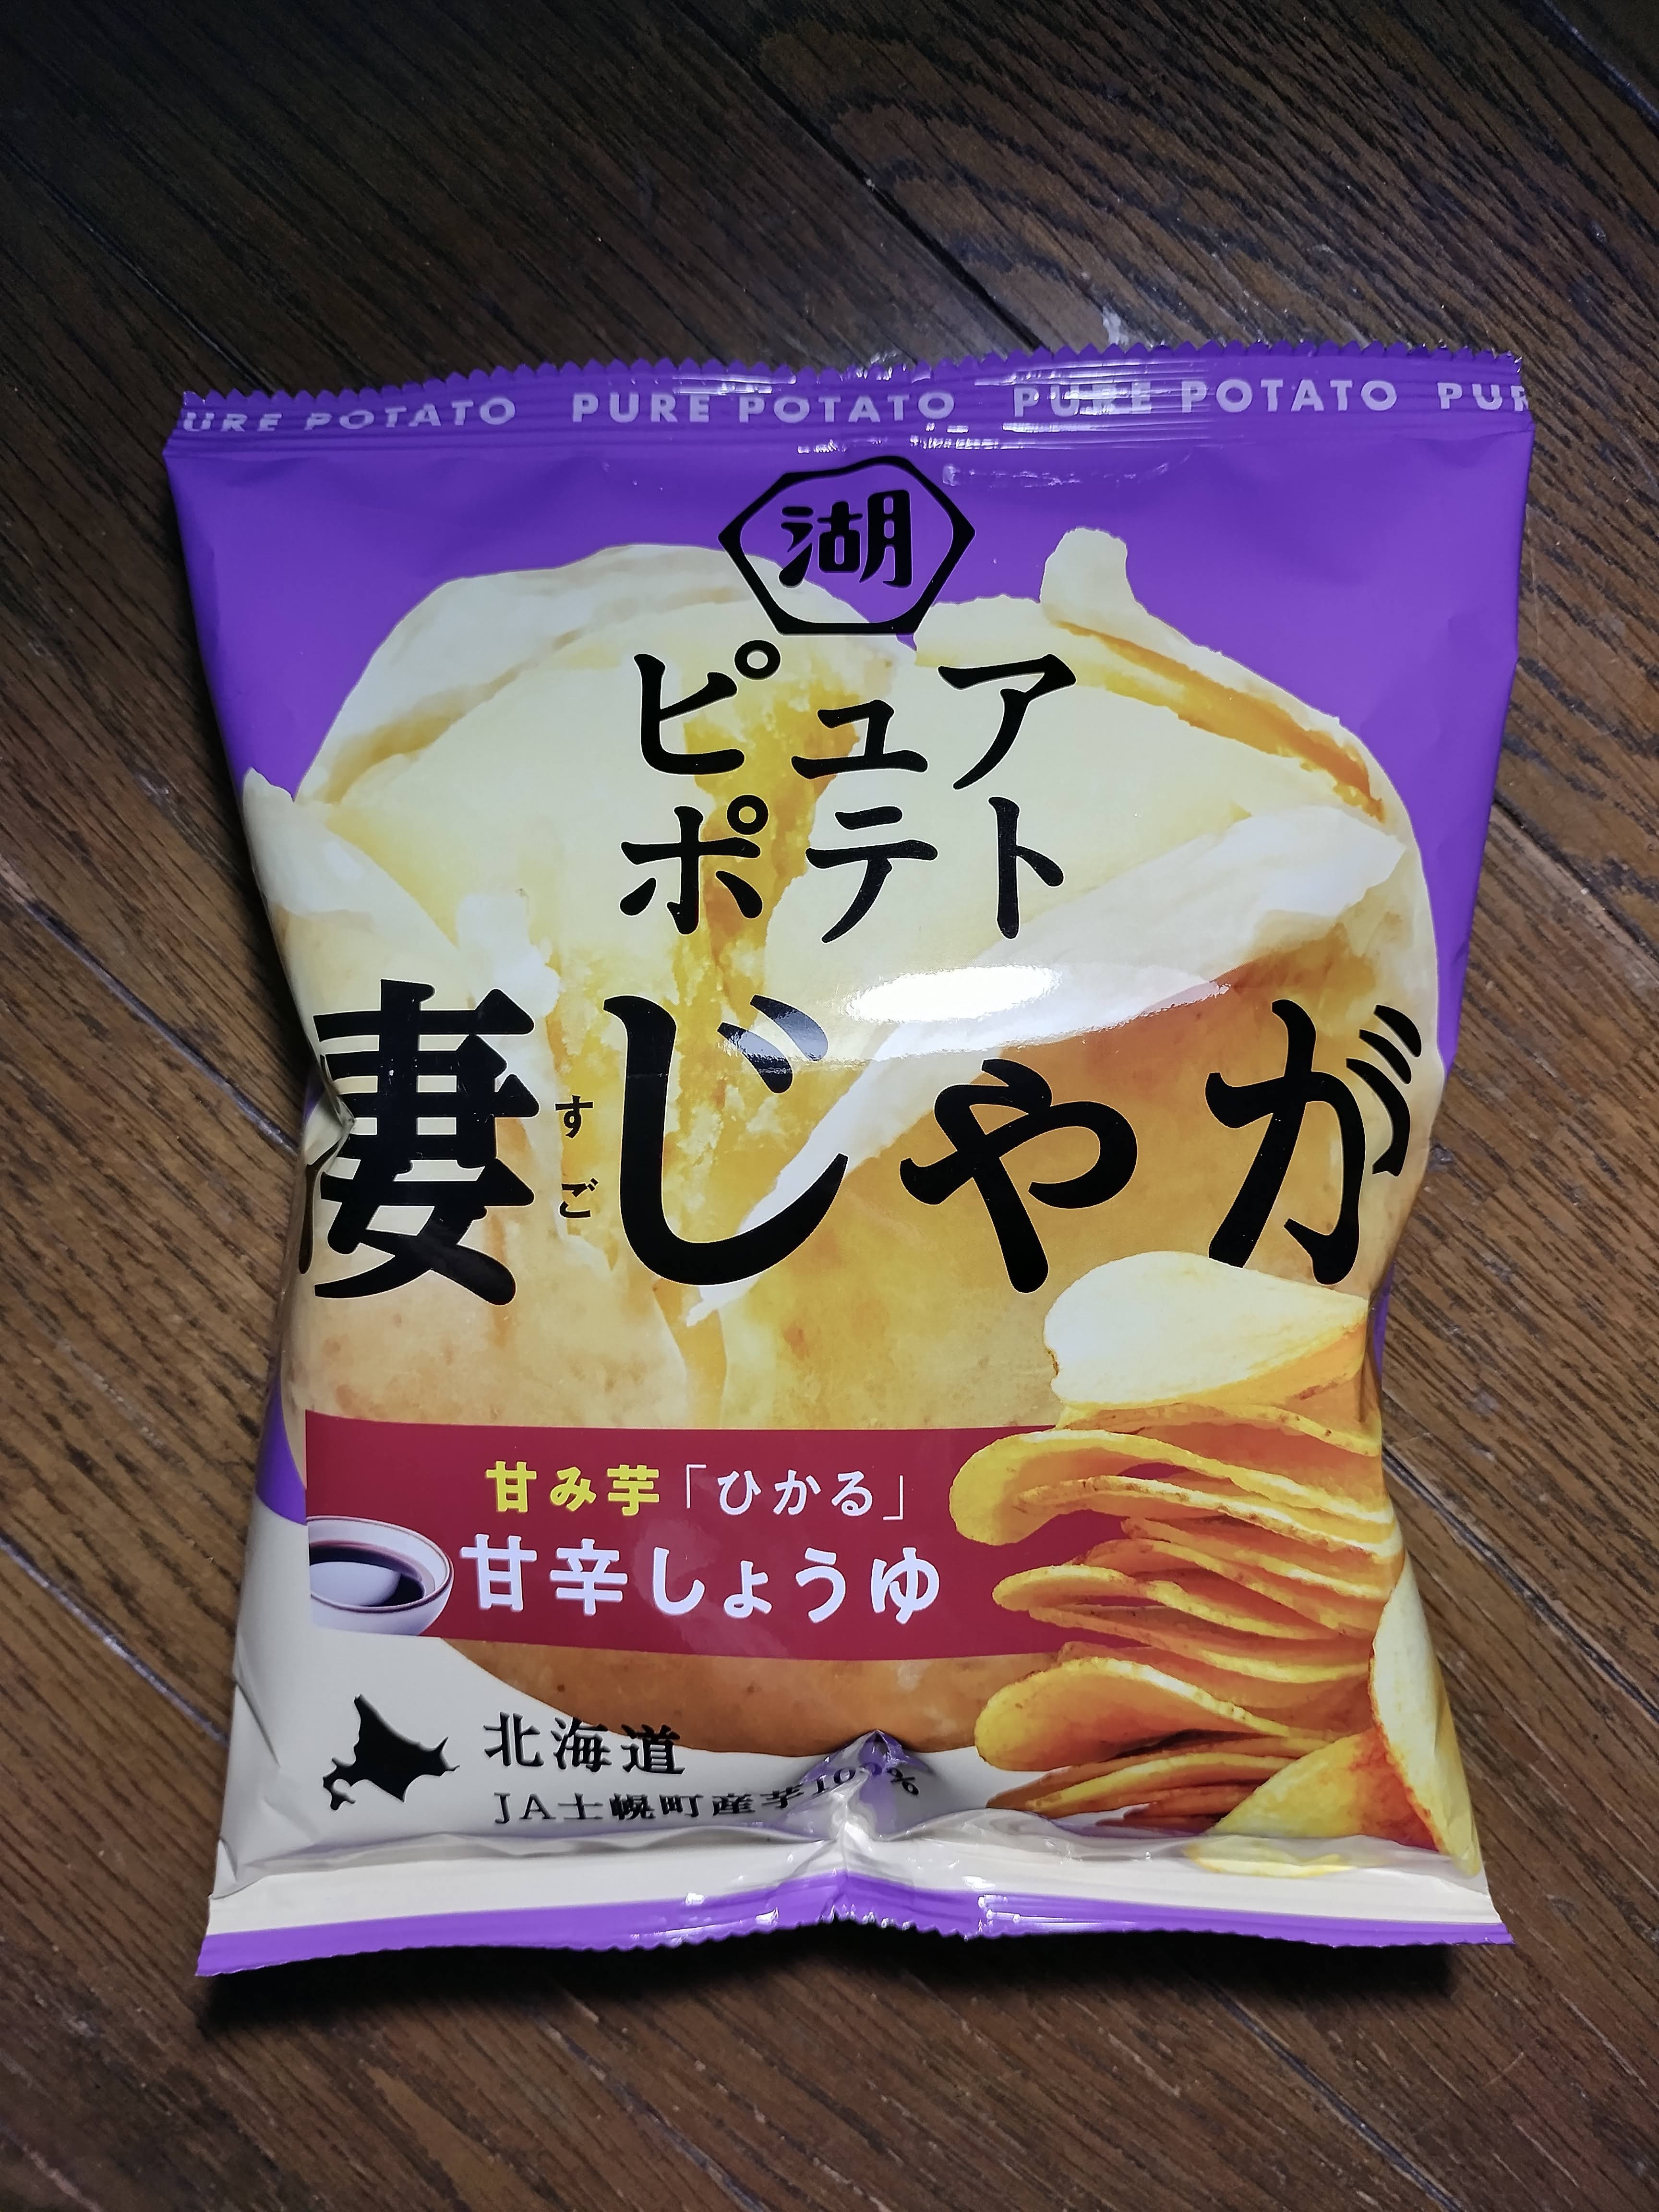 URE POTATO PURE POTATO PURE POTATO PUR
湖
ピュア
ポテト
凄じゃが
すご
甘み芋「ひかる」
甘辛しょうゆ
北海道
JA士幌町産芋100%